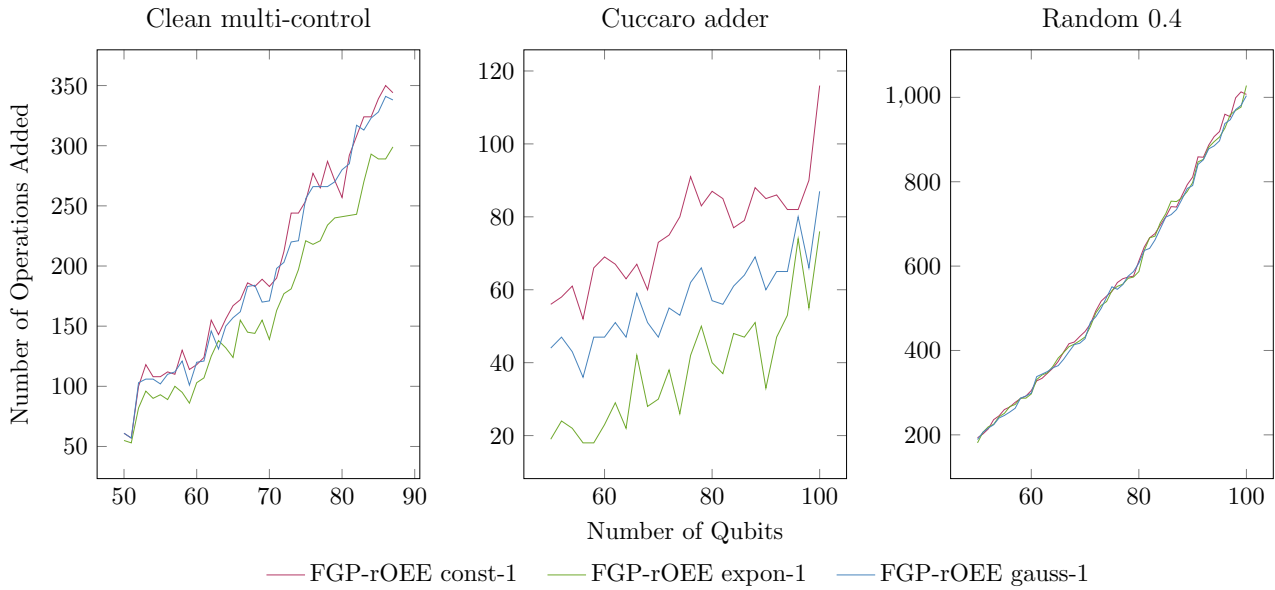 Clean multi-control
Cuccaro adder
Random 0.4
Number of Operations Added
350
300
250
200
150
100
50
50 60 70 80 90
120
100
80
60
40
20
60 80 100
1,000
800
600
400
200
60 80 100
Number of Qubits
FGP-rOEE const-1 FGP-rOEE expon-1 FGP-rOEE gauss-1